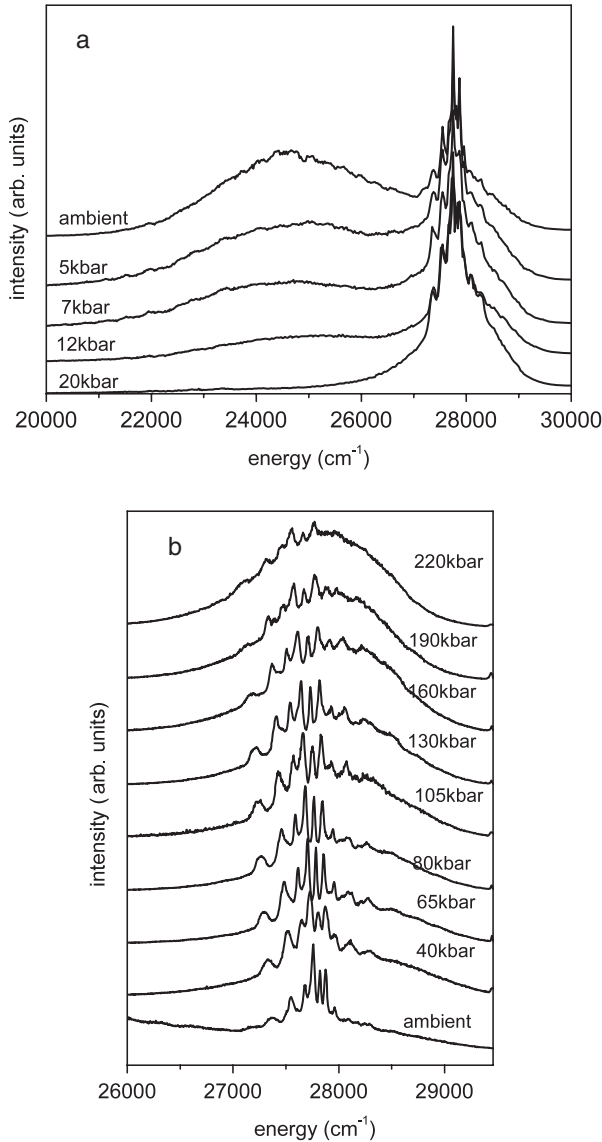 a
intensity ( arb. units)
ambient
5kbar
7kbar
12kbar
20kbar
20000 22000 24000 26000 28000 30000
energy (cm-1)
b
intensity ( arb. units)
220kbar
190kbar
160kbar
130kbar
105kbar
80kbar
65kbar
40kbar
ambient
26000 27000 28000 29000
energy (cm-1)